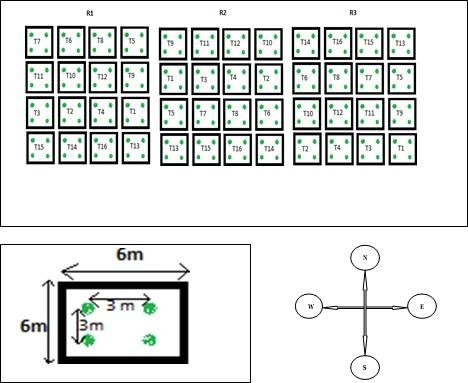 R1 R2 R3
T7 T6 T8 T5 T9 T11 T12 T10 T14 T16 T15 T13
T11 T10 T12 T9 T1 T3 T4 T2 T6 T8 T7 T5
T3 T2 T4 T1 T5 T7 T8 T6 T10 T12 T11 T9
T15 T14 T16 T13 T13 T15 T16 T14 T2 T4 T3 T1
6m
3 m
6m
3m
N
W E
S